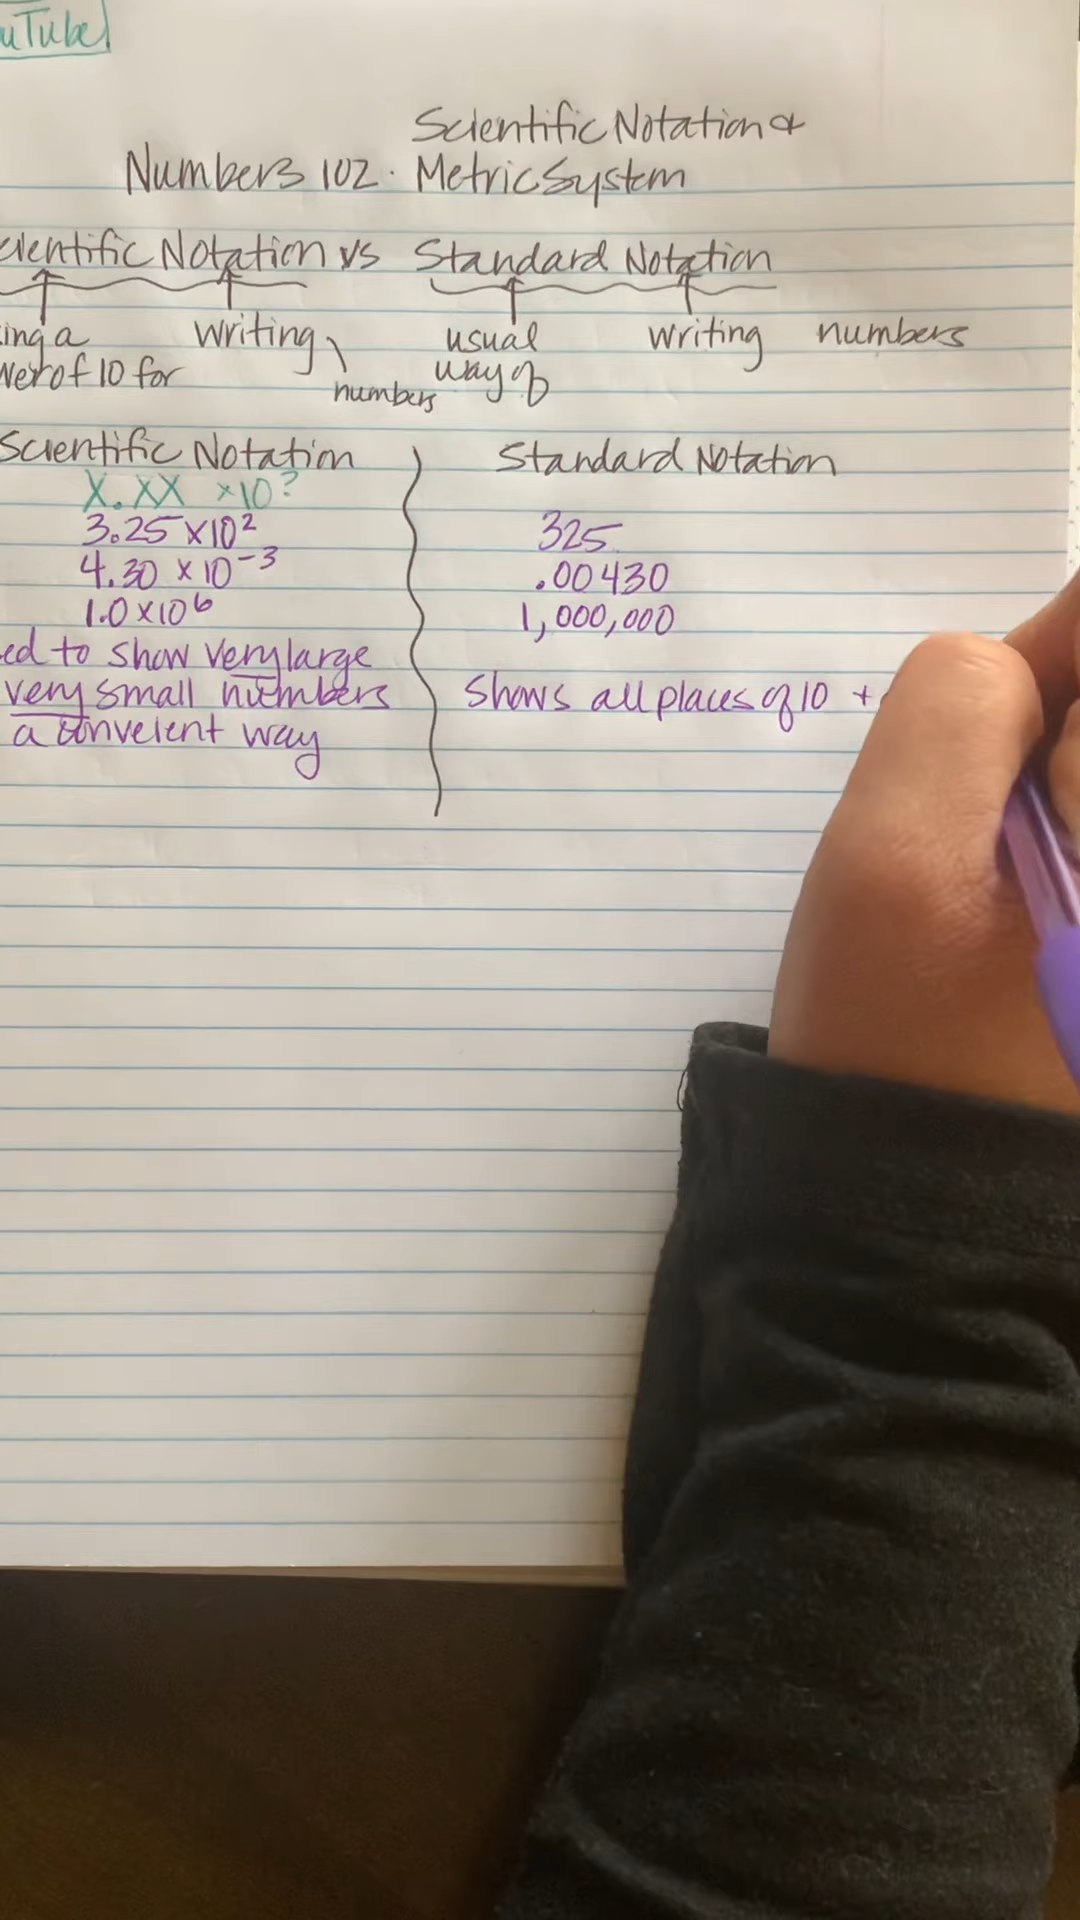 uTube
Scientific Notation &
Numbers 102. Metric System
cientific Notation vs Standard Notation
ing a writing numbers usual way of writing numbers
wer of 10 for
Scientific Notation Standard Notation
X.XX ×10?
3.25 ×10² 325
4.30 × 10⁻³ .00430
1.0 × 10⁶ 1,000,000
ed to show very large
very small numbers shows all places of 10 +
a convelent way